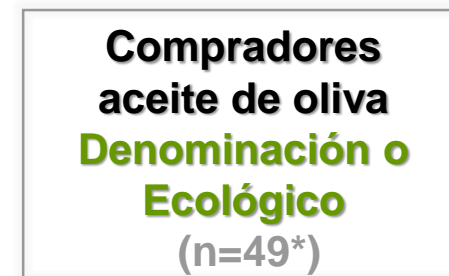 Compradores
aceite de oliva
Denominación o
Ecológico
(n=49*)